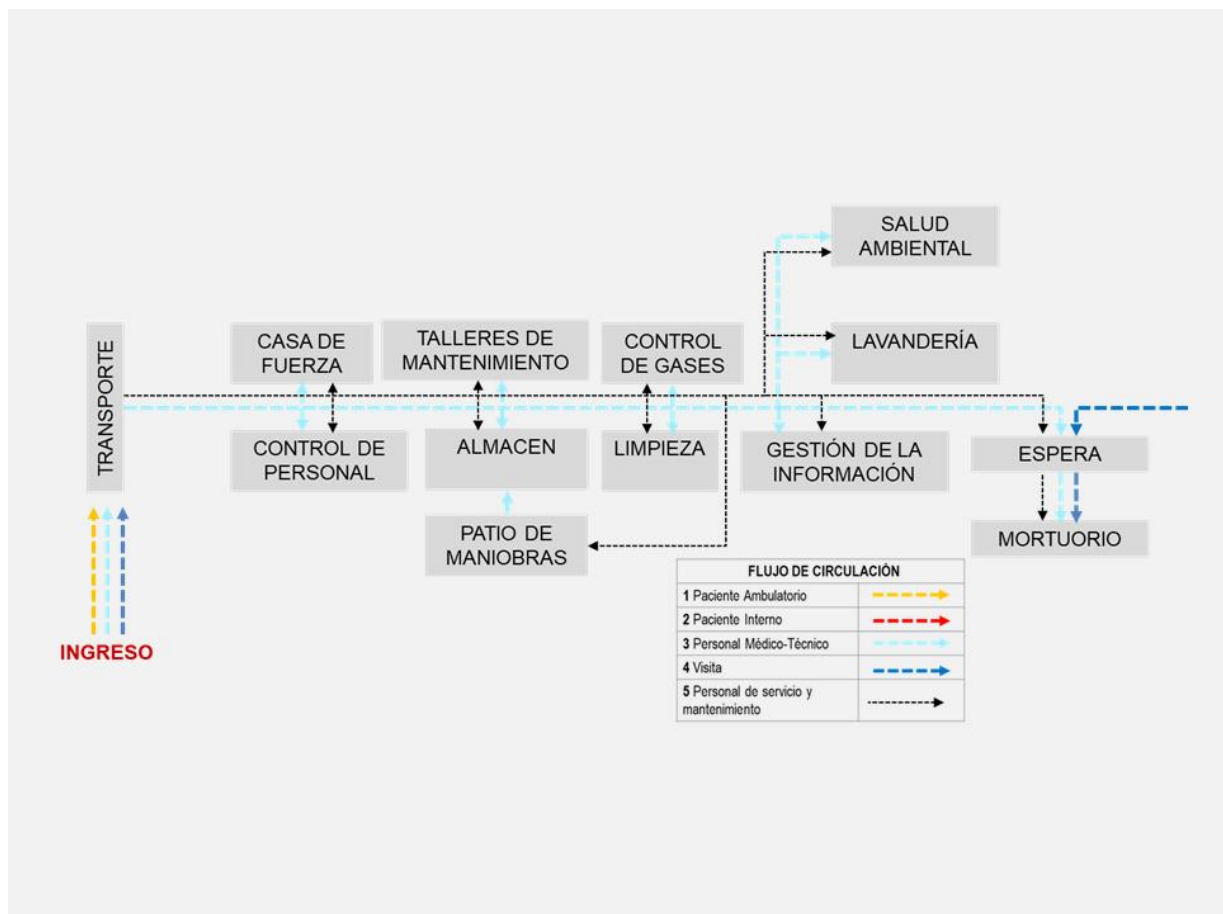 SALUD
AMBIENTAL
TRANSPORTE
CASA DE
FUERZA
TALLERES DE
MANTENIMIENTO
CONTROL
DE GASES
LAVANDERÍA
CONTROL DE
PERSONAL
ALMACEN
LIMPIEZA
GESTIÓN DE LA
INFORMACIÓN
ESPERA
PATIO DE
MANIOBRAS
MORTUORIO
INGRESO
FLUJO DE CIRCULACIÓN
1 Paciente Ambulatorio
2 Paciente Interno
3 Personal Médico-Técnico
4 Visita
5 Personal de servicio y
mantenimiento